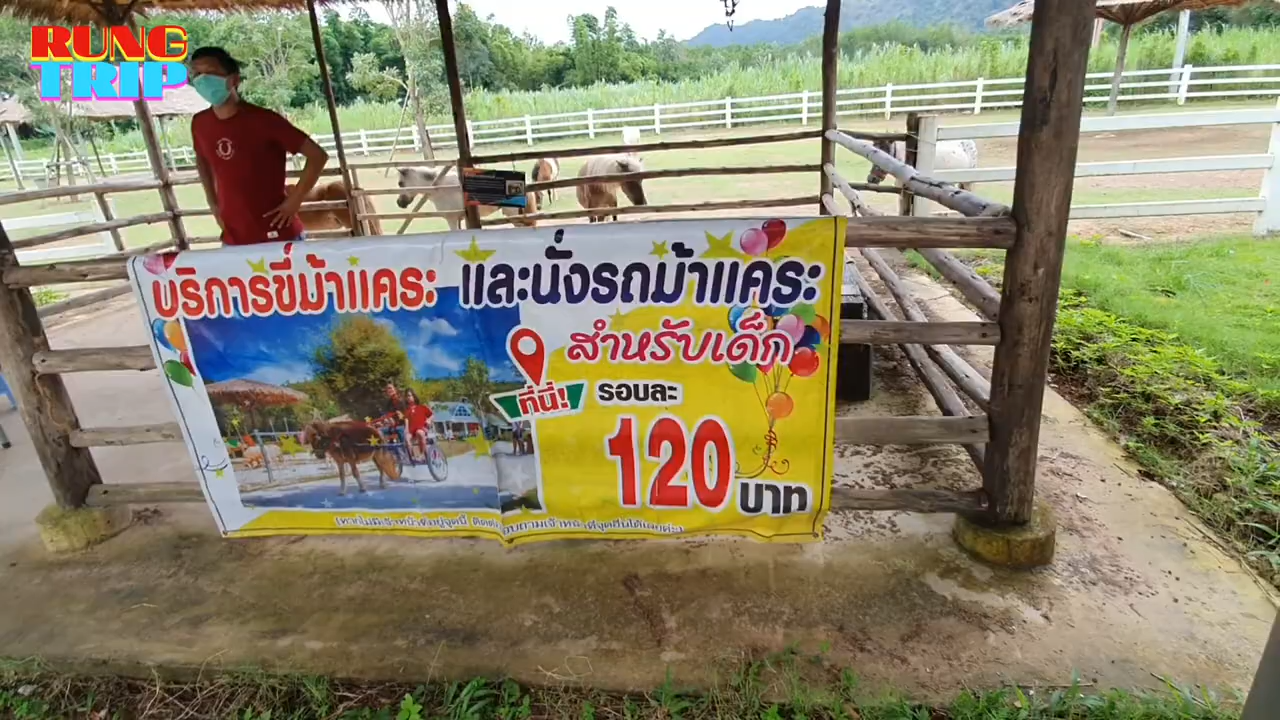 RUNG
TRIP
บริการขี่ม้าแคระ และนั่งรถม้าแคระ
สำหรับเด็ก
ที่นี่!
รอบละ
120 บาท